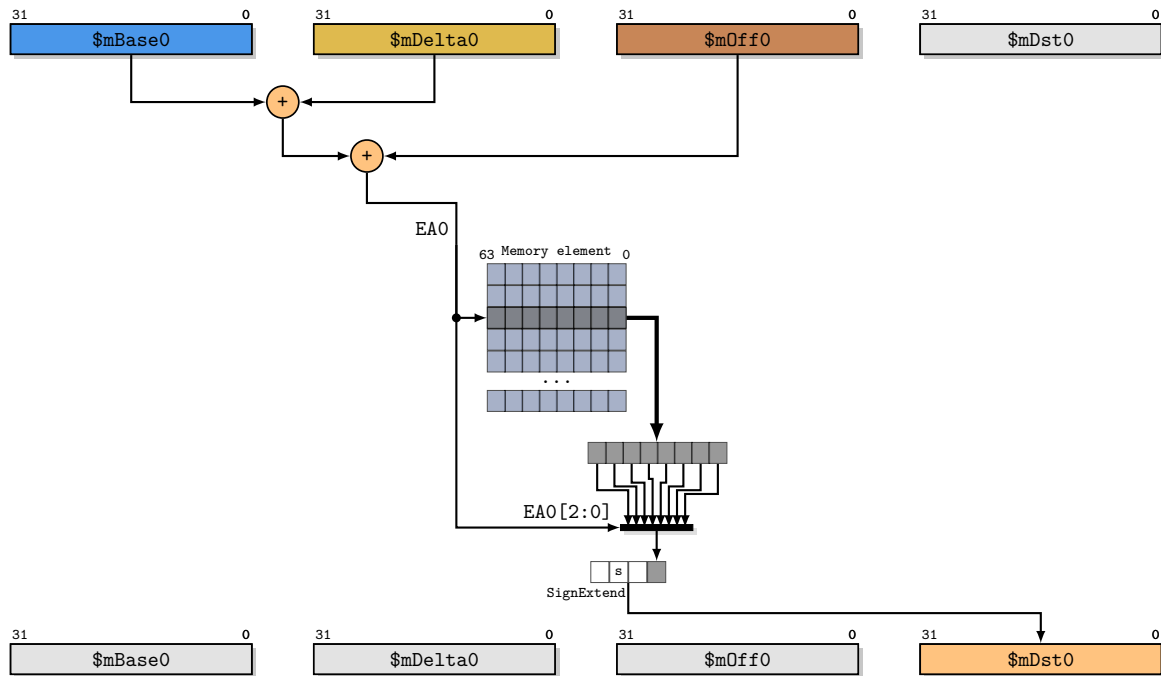 31 0 31 0 31 0 31 0
$mBase0 $mDelta0 $mOff0 $mDst0
+
+
EA0
63 Memory element 0
...
EA0[2:0]
s
SignExtend
31 0 31 0 31 0 31 0
$mBase0 $mDelta0 $mOff0 $mDst0